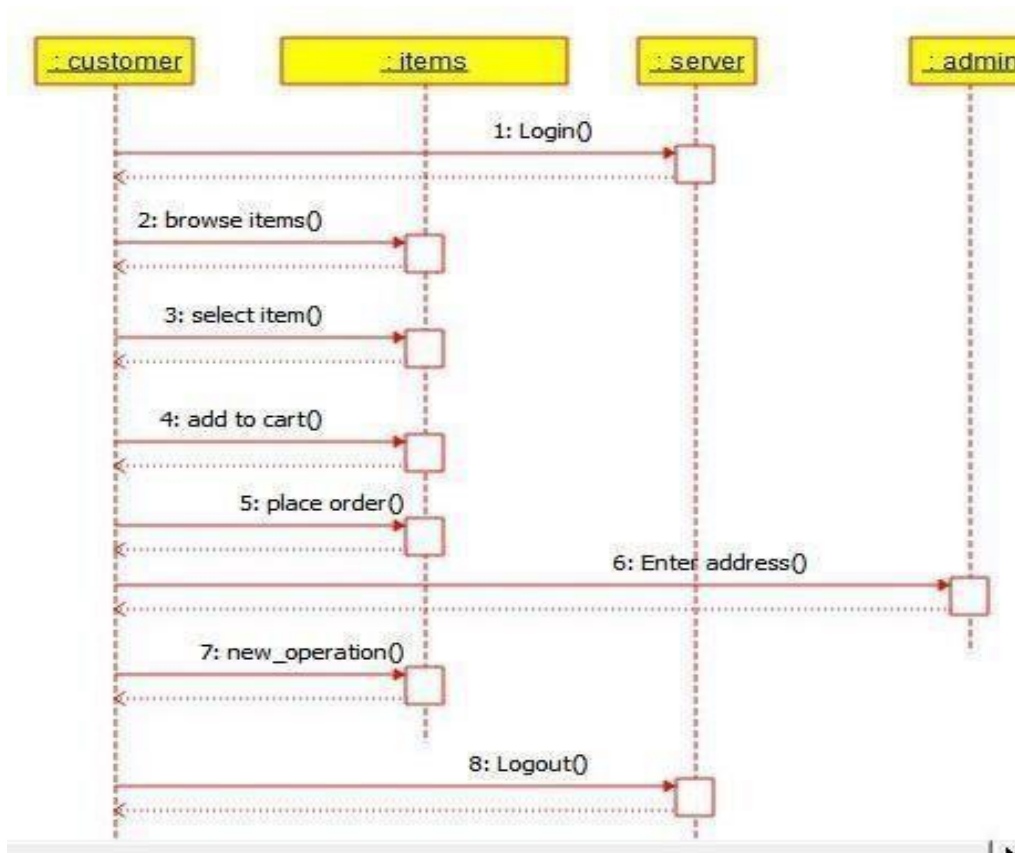 : customer
: items
: server
: admin
1: Login()
2: browse items()
3: select item()
4: add to cart()
5: place order()
6: Enter address()
7: new_operation()
8: Logout()